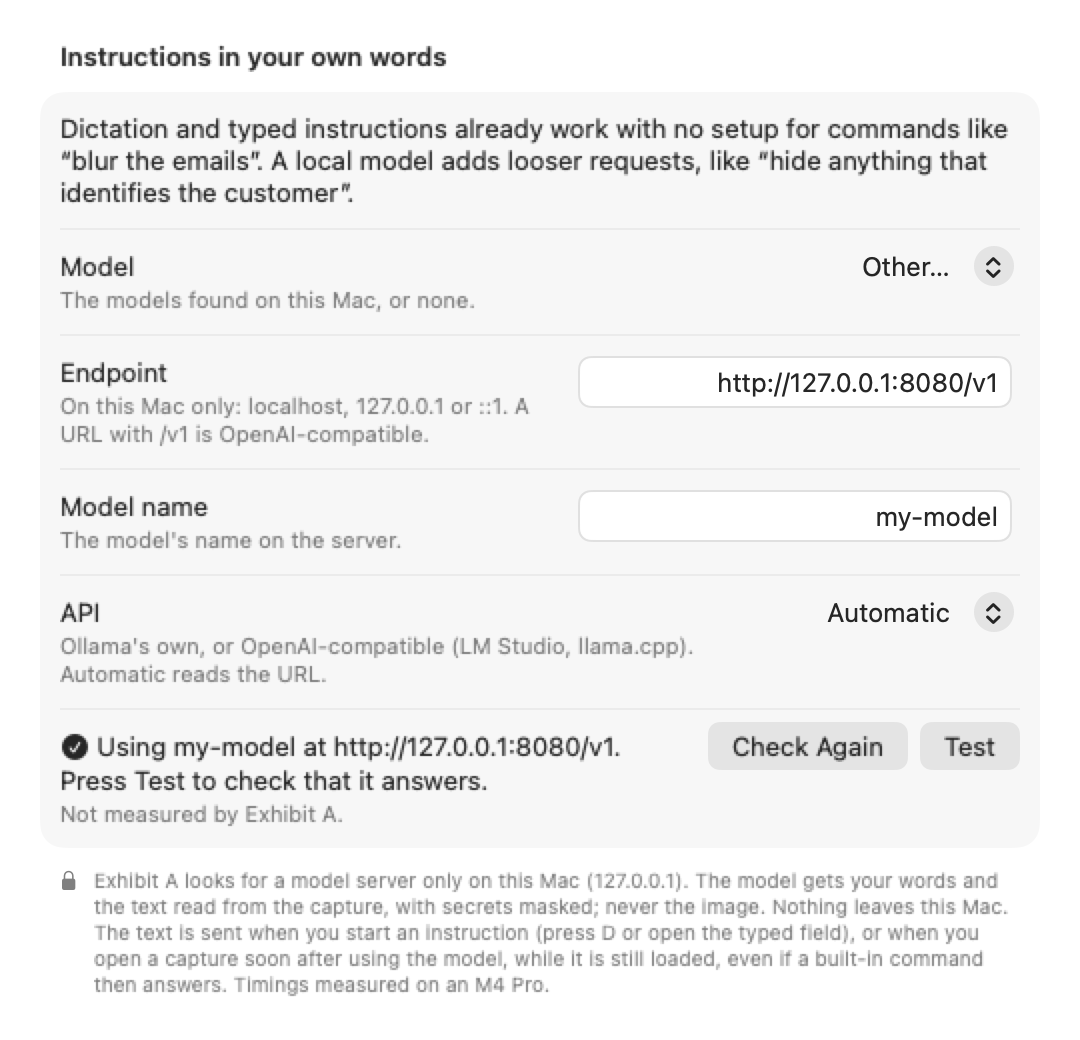 Instructions in your own words
Dictation and typed instructions already work with no setup for commands like
“blur the emails”. A local model adds looser requests, like “hide anything that
identifies the customer”.
Model
Other...
The models found on this Mac, or none.
Endpoint
http://127.0.0.1:8080/v1
On this Mac only: localhost, 127.0.0.1 or ::1. A
URL with /v1 is OpenAI-compatible.
Model name
my-model
The model's name on the server.
API
Automatic
Ollama's own, or OpenAI-compatible (LM Studio, llama.cpp).
Automatic reads the URL.
Using my-model at http://127.0.0.1:8080/v1.
Press Test to check that it answers.
Check Again
Test
Not measured by Exhibit A.
Exhibit A looks for a model server only on this Mac (127.0.0.1). The model gets your words and
the text read from the capture, with secrets masked; never the image. Nothing leaves this Mac.
The text is sent when you start an instruction (press D or open the typed field), or when you
open a capture soon after using the model, while it is still loaded, even if a built-in command
then answers. Timings measured on an M4 Pro.